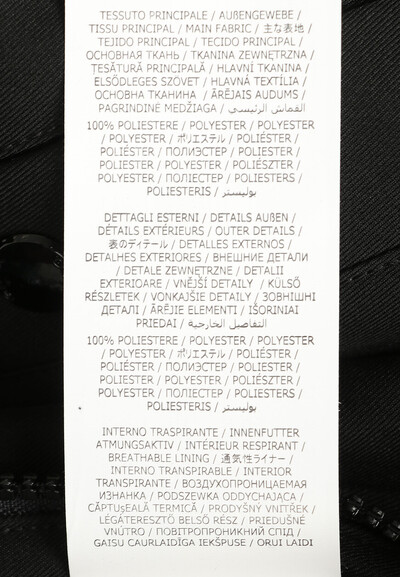 TESSUTO PRINCIPALE / AUßENGEWEBE /
TISSU PRINCIPAL / MAIN FABRIC / 主な表地 /
TEJIDO PRINCIPAL / TECIDO PRINCIPAL /
ОСНОВНАЯ ТКАНЬ / TKANINA ZEWNĘTRZNA /
ȚESĂTURĂ PRINCIPALĂ / HLAVNÍ TKANINA /
ELSŐDLEGES SZÖVET / HLAVNÁ TEXTÍLIA /
ОСНОВНА ТКАНИНА / ĀRĒJAIS AUDUMS /
PAGRINDINĖ MEDŽIAGA / القماش الرئيسي
100% POLIESTERE / POLYESTER / POLYESTER
/ POLYESTER / ポリエステル / POLIÉSTER /
POLIÉSTER / ПОЛИЭСТЕР / POLIESTER /
POLIESTER / POLYESTER / POLIÉSZTER /
POLYESTER / ПОЛІЕСТЕР / POLIESTERS /
POLIESTERIS / بوليستر
DETTAGLI ESTERNI / DETAILS AUßEN /
DÉTAILS EXTÉRIEURS / OUTER DETAILS /
表のディテール / DETALLES EXTERNOS /
DETALHES EXTERIORES / ВНЕШНИЕ ДЕТАЛИ
/ DETALE ZEWNĘTRZNE / DETALII
EXTERIOARE / VNĚJŠÍ DETAILY / KÜLSŐ
RÉSZLETEK / VONKAJŠIE DETAILY / ЗОВНІШНІ
ДЕТАЛІ / ĀRĒJIE ELEMENTI / IŠORINIAI
PRIEDAI / التفاصيل الخارجية
100% POLIESTERE / POLYESTER / POLYESTER
/ POLYESTER / ポリエステル / POLIÉSTER /
POLIÉSTER / ПОЛИЭСТЕР / POLIESTER /
POLIESTER / POLYESTER / POLIÉSZTER /
POLYESTER / ПОЛІЕСТЕР / POLIESTERS /
POLIESTERIS / بوليستر
INTERNO TRASPIRANTE / INNENFUTTER
ATMUNGSAKTIV / INTÉRIEUR RESPIRANT /
BREATHABLE LINING / 通気性ライナー /
INTERNO TRANSPIRABLE / INTERIOR
TRANSPIRANTE / ВОЗДУХОПРОНИЦАЕМАЯ
ИЗНАНКА / PODSZEWKA ODDYCHAJĄCA /
CĂPTUȘEALĂ TERMICĂ / PRODYŠNÝ VNITŘEK /
LÉGÁTERESZTŐ BELSŐ RÉSZ / PRIEDUŠNÉ
VNÚTRO / ПОВІТРОПРОНИКНИЙ СПІД /
GAISU CAURLAIDĪGA IEKŠPUSE / ORUI LAIDI